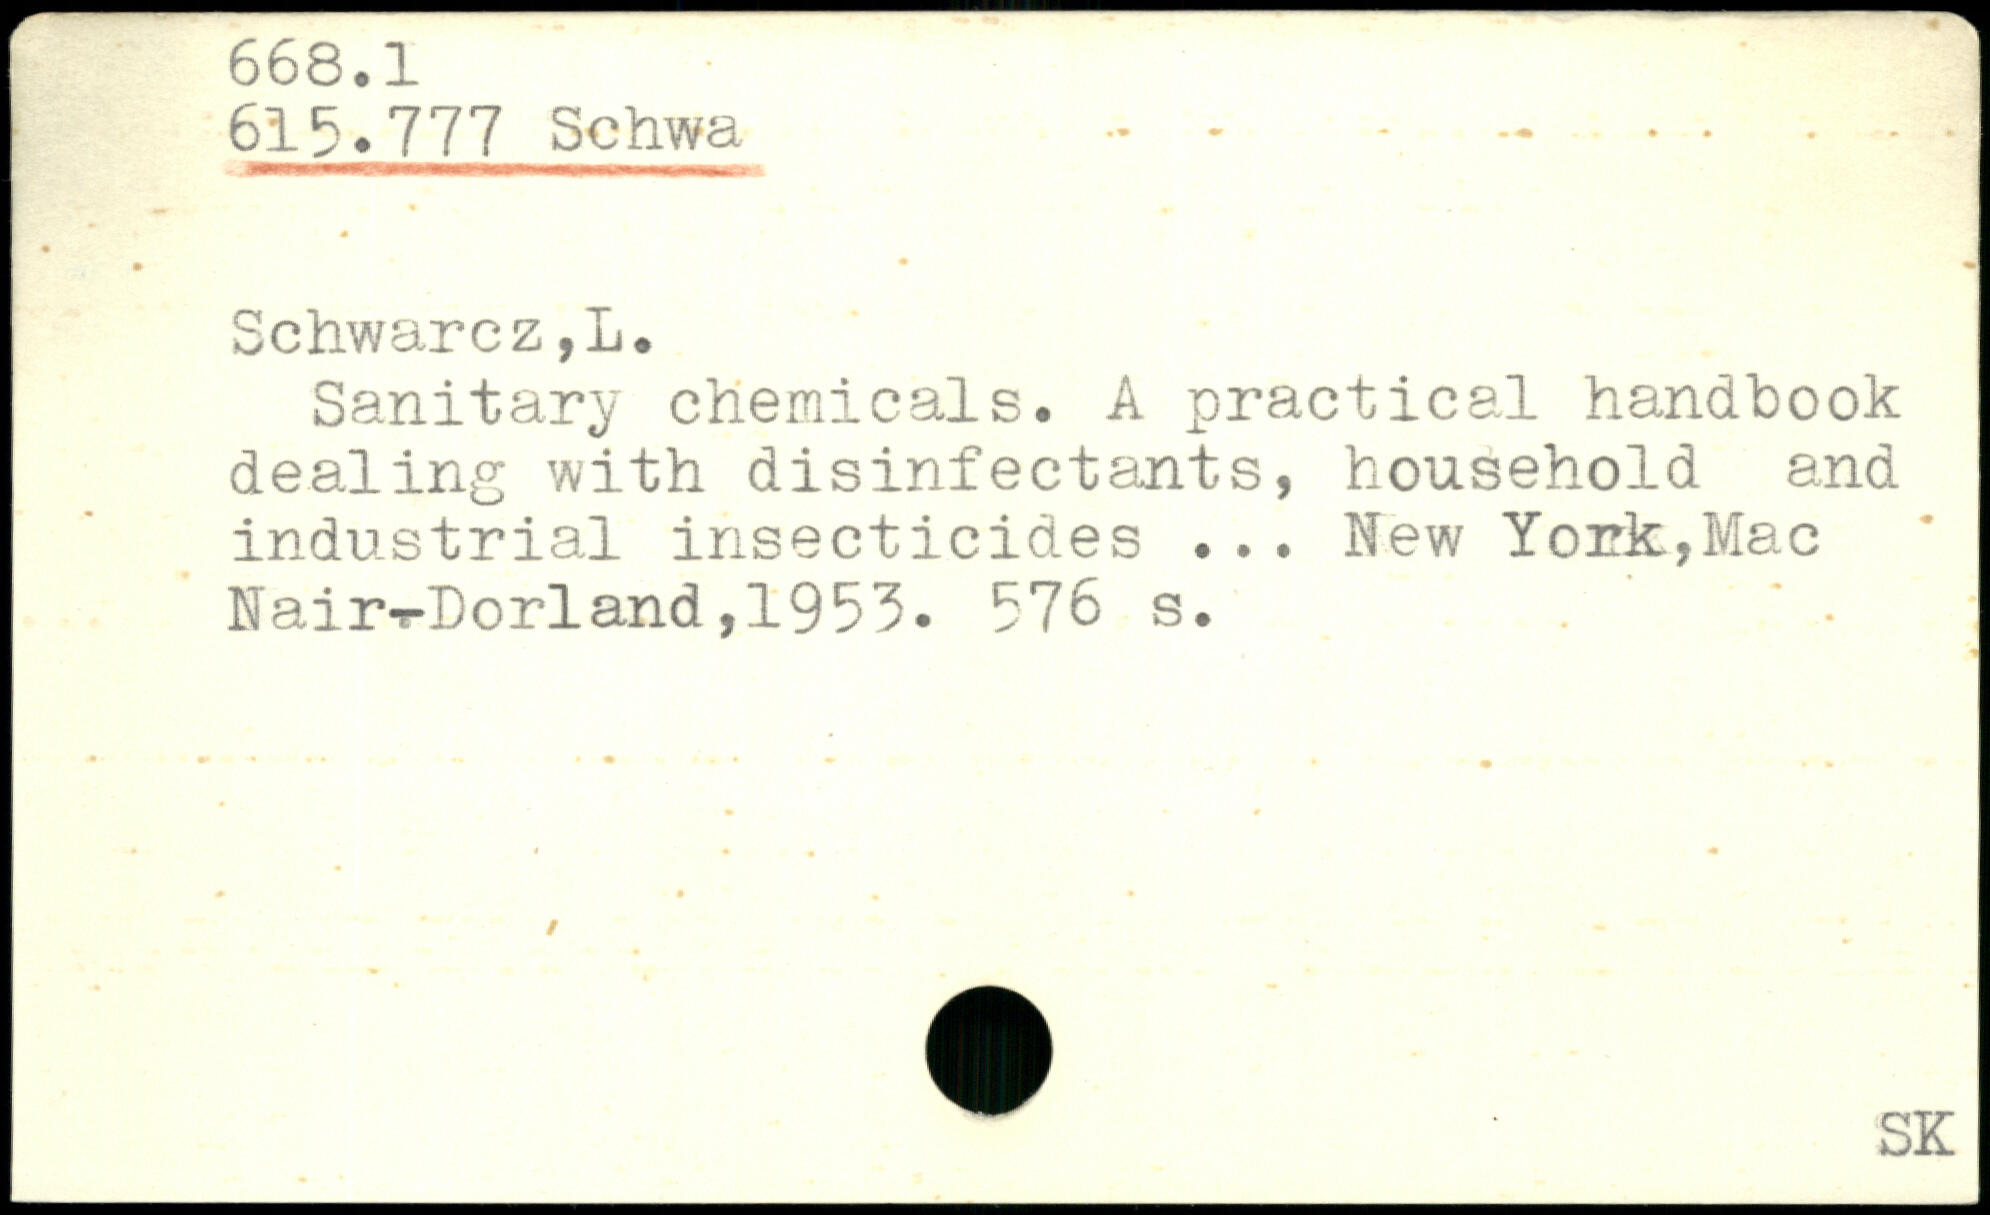 668.1
615.777 Schwa
Schwarcz,L.
Sanitary chemicals. A practical handbook
dealing with disinfectants, household and
industrial insecticides ... New York,Mac
Nair-Dorland,1953. 576 s.
SK